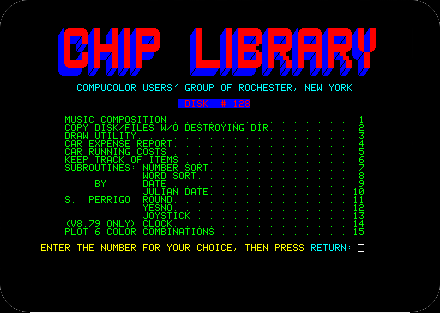 CHIP LIBRARY
COMPUCOLOR USERS' GROUP OF ROCHESTER, NEW YORK
DISK # 129
MUSIC COMPOSITION . . . . . . . . . . . . . . . 1
COPY DISK/FILES W/O DESTROYING DIR. . . . . . . 2
DRAW UTILITY. . . . . . . . . . . . . . . . . . 3
CAR EXPENSE REPORT. . . . . . . . . . . . . . . 4
CAR RUNNING COSTS . . . . . . . . . . . . . . . 5
KEEP TRACK OF ITEMS . . . . . . . . . . . . . . 6
SUBROUTINES: NUMBER SORT. . . . . . . . . . . . 7
WORD SORT. . . . . . . . . . . . . 8
BY DATE . . . . . . . . . . . . . . . 9
JULIAN DATE. . . . . . . . . . . . 10
S. PERRIGO ROUND. . . . . . . . . . . . . . . 11
YESNO. . . . . . . . . . . . . . . 12
JOYSTICK . . . . . . . . . . . . . 13
(V8.79 ONLY) CLOCK. . . . . . . . . . . . . . . 14
PLOT 6 COLOR COMBINATIONS . . . . . . . . . . . 15
ENTER THE NUMBER FOR YOUR CHOICE, THEN PRESS RETURN: